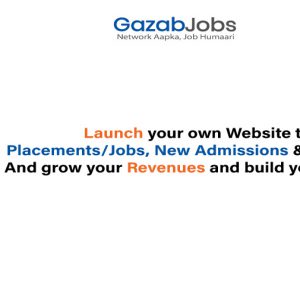 GazabJobs
Network Aapka, Job Humaari
Launch your own Website t
Placements/Jobs, New Admissions &
And grow your Revenues and build y